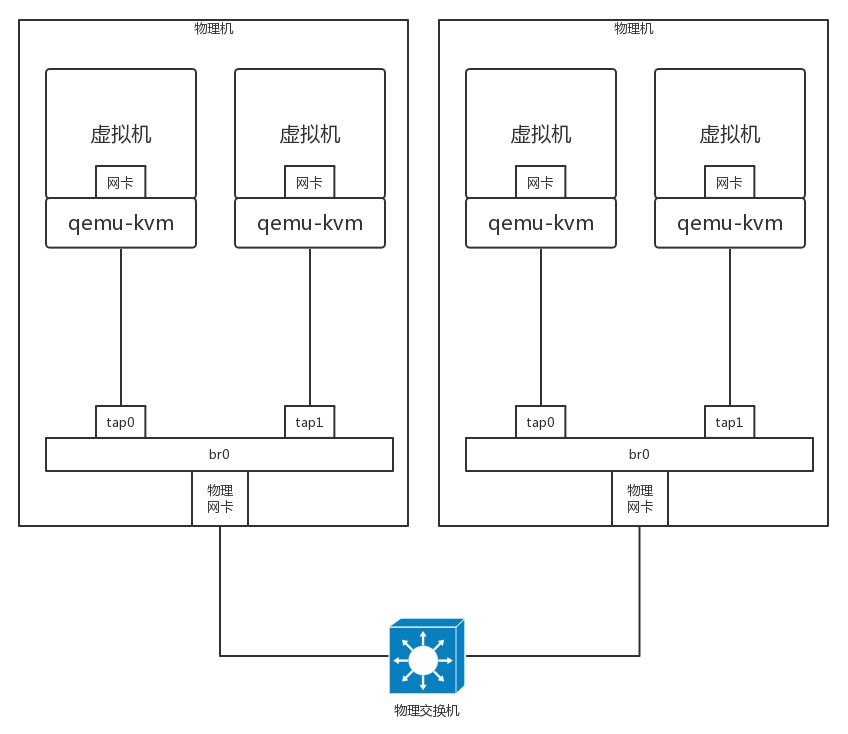 物理机
物理机
虚拟机
虚拟机
虚拟机
虚拟机
网卡
网卡
网卡
网卡
qemu-kvm
qemu-kvm
qemu-kvm
qemu-kvm
tap0
tap1
tap0
tap1
br0
br0
物理
网卡
物理
网卡
物理交换机